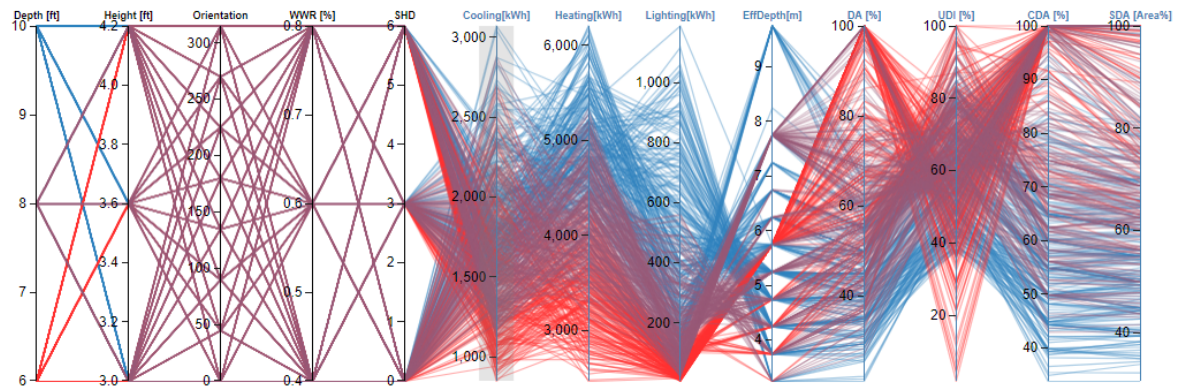 Depth [ft] Height [ft] Orientation WWR [%] SHD Cooling[kWh] Heating[kWh] Lighting[kWh] EffDepth[m] DA [%] UDI [%] CDA [%] SDA [Area%]
10 4.2 0.8 6 100 100 100 100
300 3,000 6,000
9 4.0 5 1,000 9 90
250 0.7 2,500
3.8 4 5,000 800 8 80 80 80 80
200
8 3.6 0.6 3 2,000 600 7 60 70
150 4,000 6 60 60 60
3.4 2 400
100 1,500 5 40 50
7 0.5 40
3.2 50 1 200 20
1,000 3,000 4 40 40
6 3.0 0 0.4 0